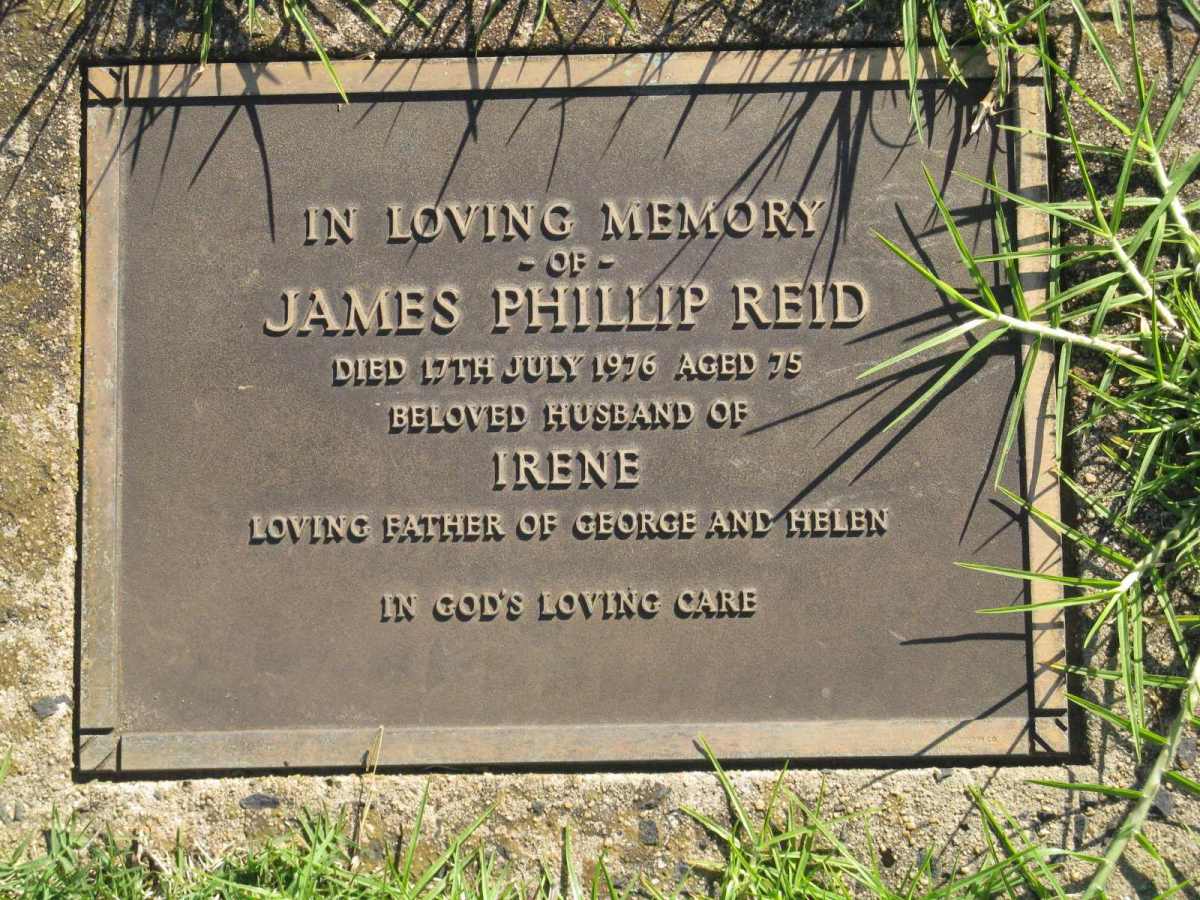 IN LOVING MEMORY
- OF -
JAMES PHILLIP REID
DIED 17TH JULY 1976 AGED 75
BELOVED HUSBAND OF
IRENE
LOVING FATHER OF GEORGE AND HELEN
IN GOD'S LOVING CARE